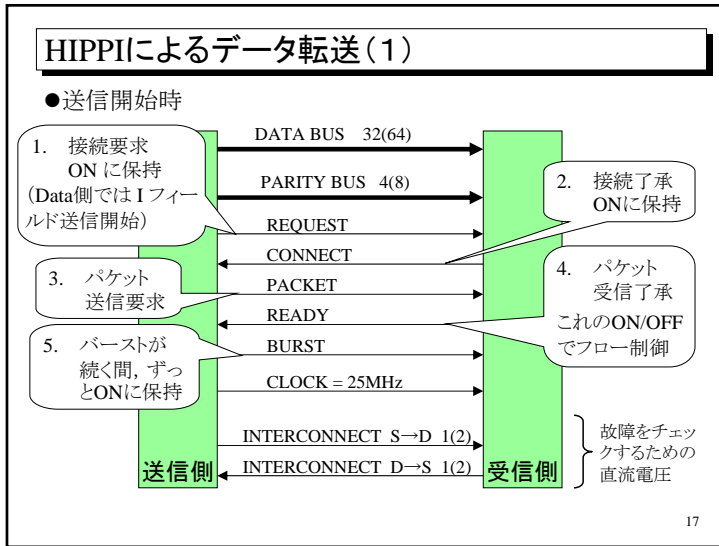 HIPPIによるデータ転送(1)
●送信開始時
DATA BUS 32(64)
1. 接続要求
ONに保持
(Data側ではIフィー
ルド送信開始)
PARITY BUS 4(8)
2. 接続了承
ONに保持
REQUEST
CONNECT
3. パケット
送信要求
PACKET
4. パケット
受信了承
これのON/OFF
でフロー制御
READY
5. バーストが
続く間, ずっ
とONに保持
BURST
CLOCK = 25MHz
INTERCONNECT S→D 1(2)
INTERCONNECT D→S 1(2)
送信側
受信側
故障をチェッ
クするための
直流電圧
17